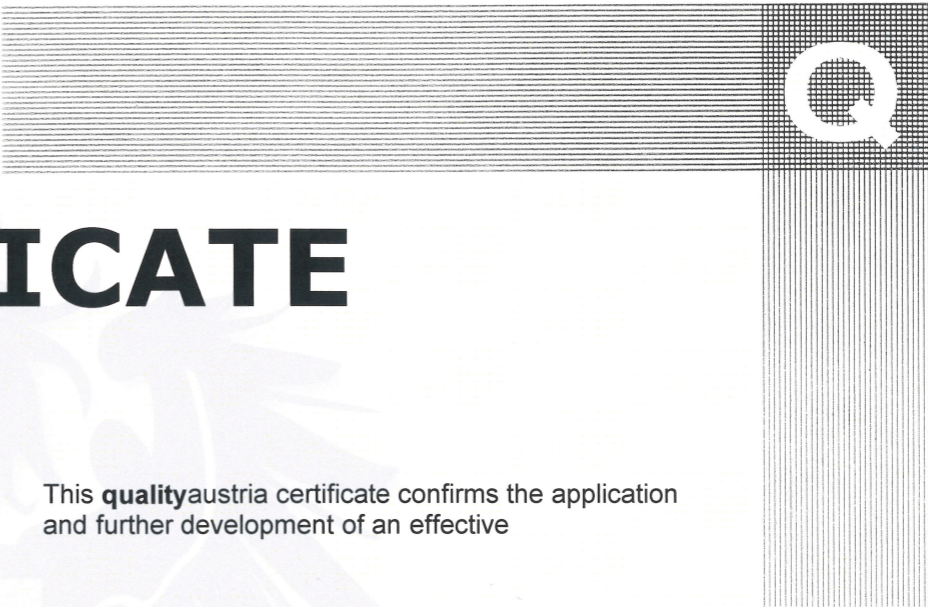 Q
ICATE
This qualityaustria certificate confirms the application
and further development of an effective